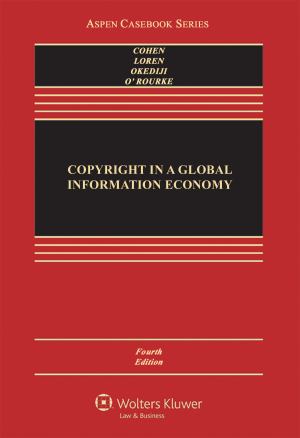 ASPEN CASEBOOK SERIES
COHEN
LOREN
OKEDIJI
O' ROURKE
COPYRIGHT IN A GLOBAL
INFORMATION ECONOMY
Fourth
Edition
Wolters Kluwer
Law & Business